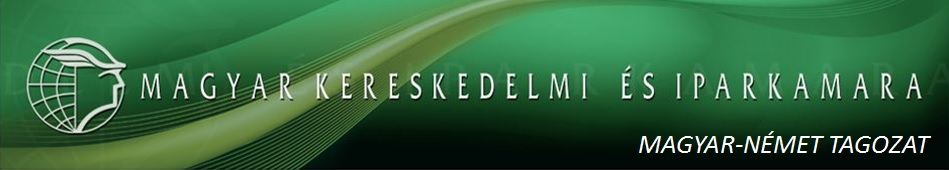 MAGYAR KERESKEDELMI ÉS IPARKAMARA
MAGYAR-NÉMET TAGOZAT